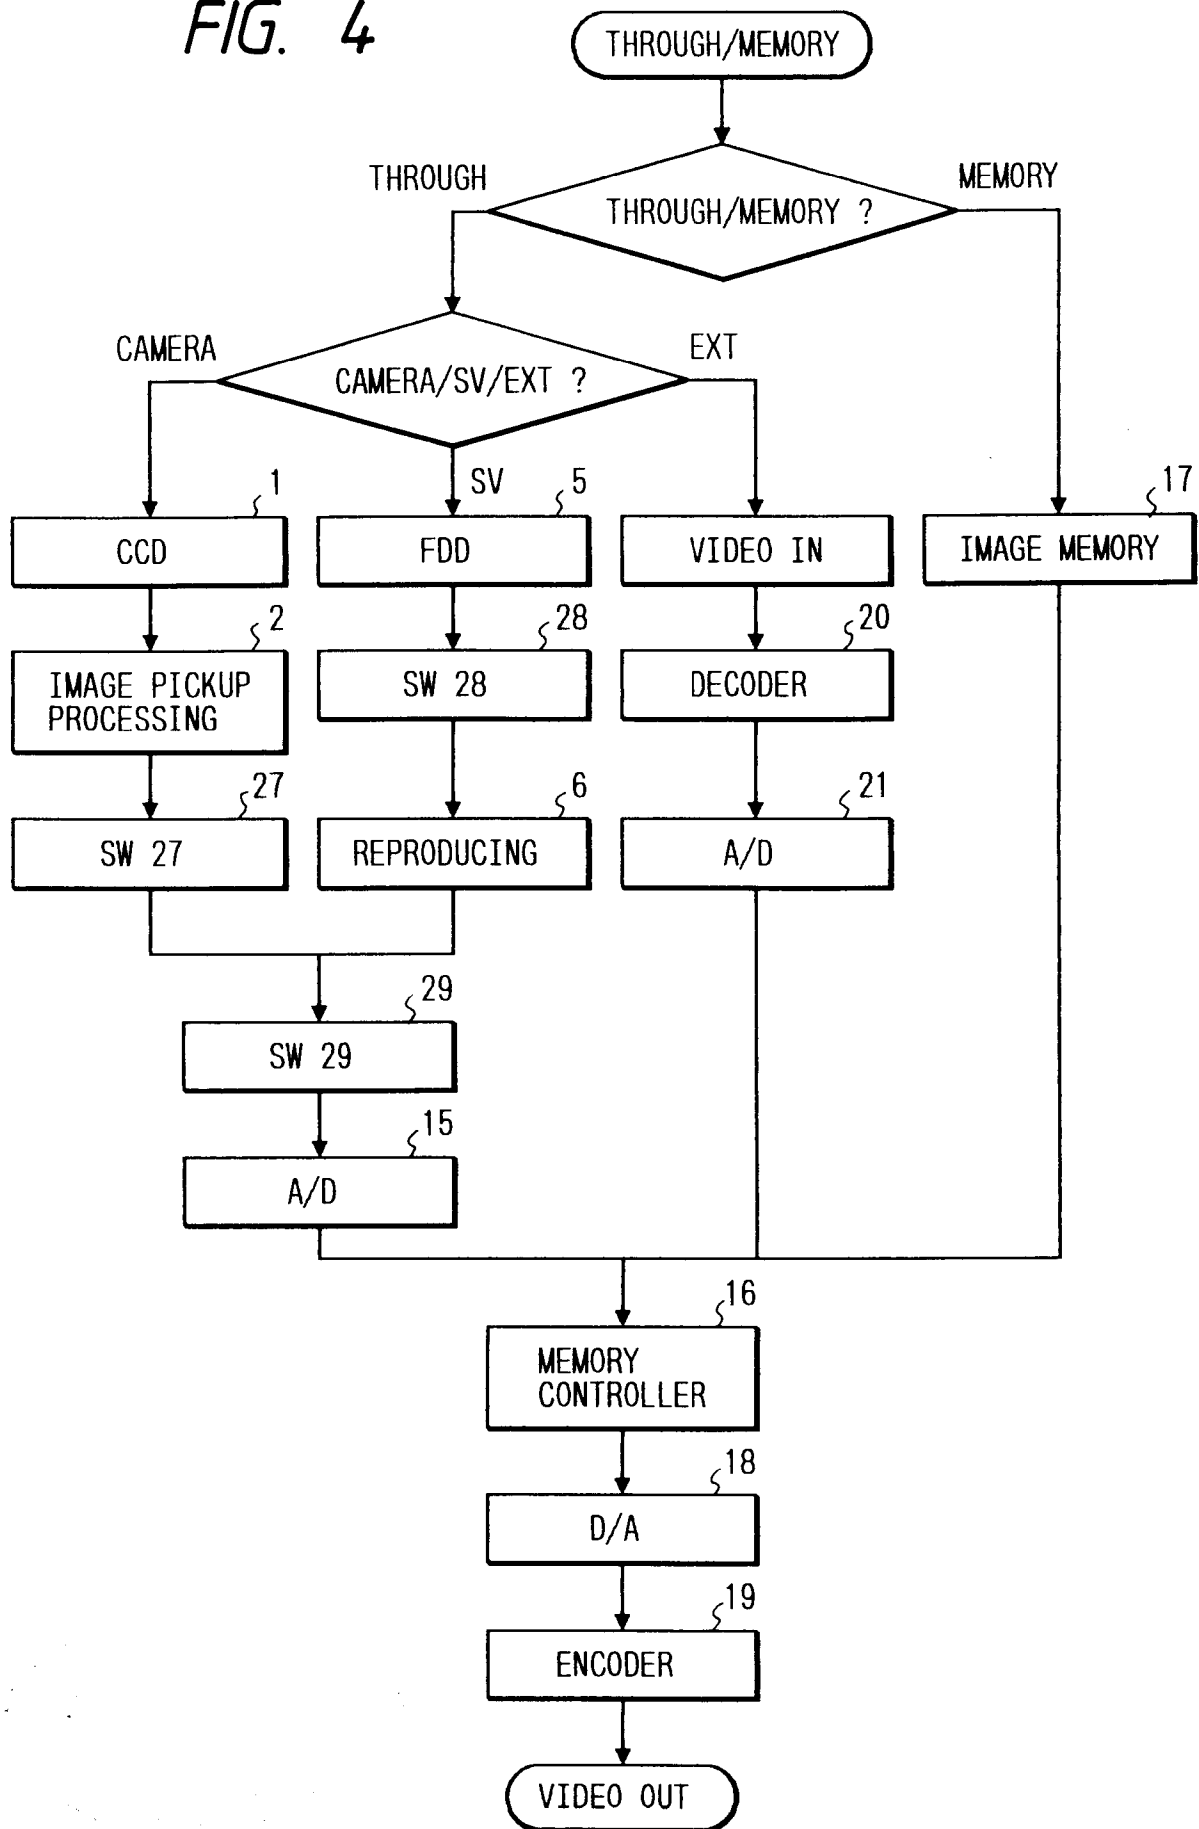 FIG. 4
THROUGH/MEMORY
THROUGH
MEMORY
THROUGH/MEMORY ?
CAMERA
EXT
CAMERA/SV/EXT ?
SV
1
5
17
CCD
FDD
VIDEO IN
IMAGE MEMORY
2
28
20
IMAGE PICKUP
PROCESSING
SW 28
DECODER
27
6
21
SW 27
REPRODUCING
A/D
29
SW 29
15
A/D
16
MEMORY
CONTROLLER
18
D/A
19
ENCODER
VIDEO OUT